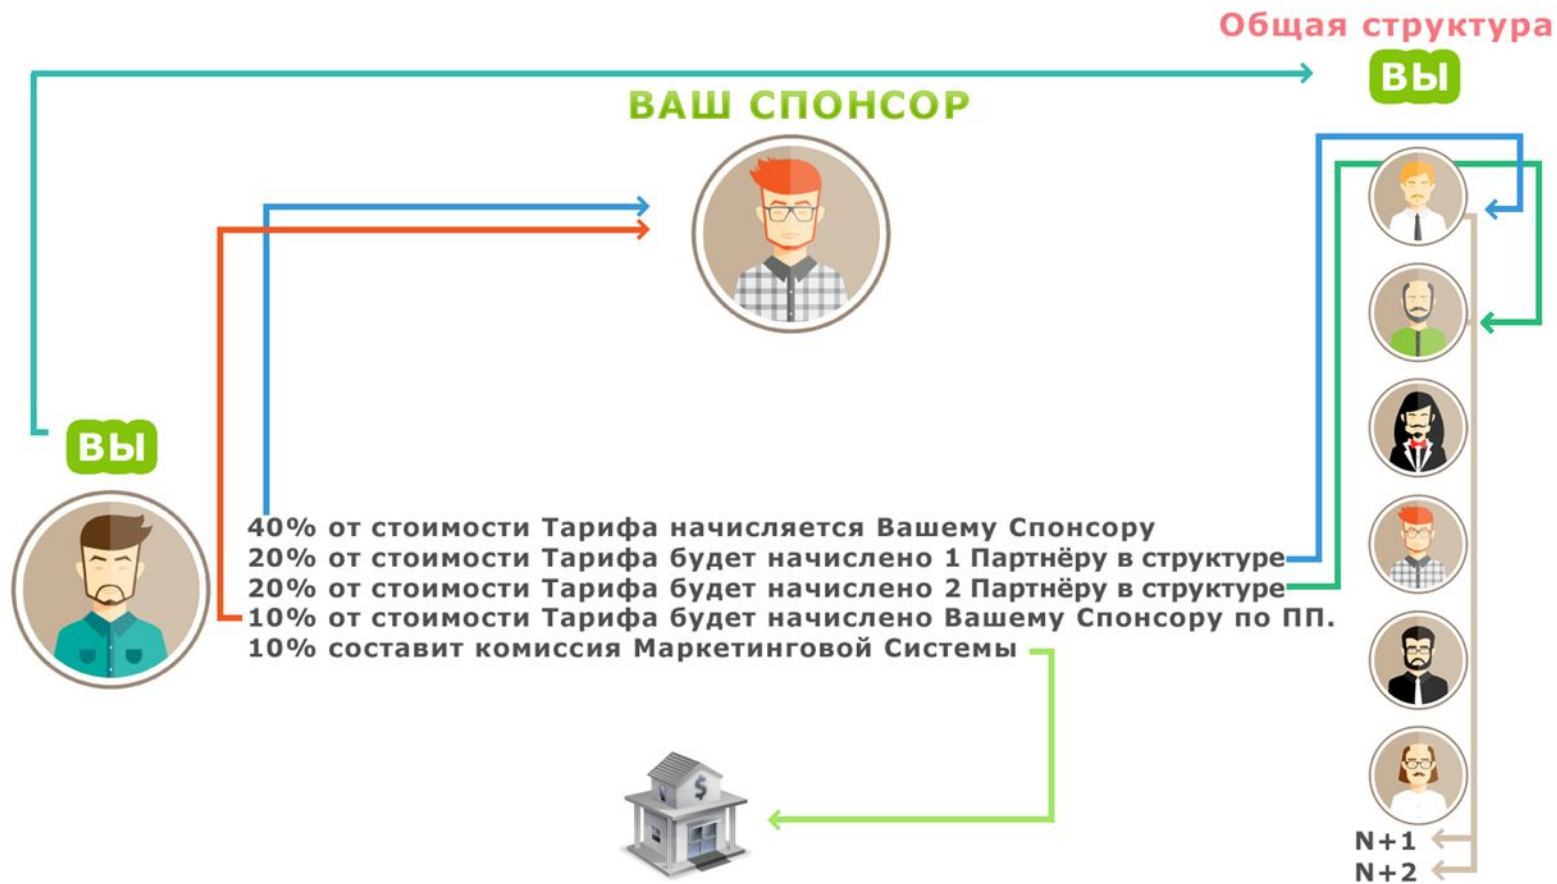 Общая структура
ВЫ
ВАШ СПОНСОР
ВЫ
40% от стоимости Тарифа начисляется Вашему Спонсору
20% от стоимости Тарифа будет начислено 1 Партнёру в структуре
20% от стоимости Тарифа будет начислено 2 Партнёру в структуре
10% от стоимости Тарифа будет начислено Вашему Спонсору по ПП.
10% составит комиссия Маркетинговой Системы
$
N+1
N+2